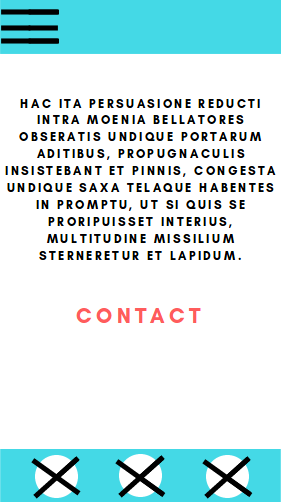 HAC ITA PERSUASIONE REDUCTI
INTRA MOENIA BELLATORES
OBSERATIS UNDIQUE PORTARUM
ADITIBUS, PROPUGNACULIS
INSISTEBANT ET PINNIS, CONGESTA
UNDIQUE SAXA TELAQUE HABENTES
IN PROMPTU, UT SI QUIS SE
PRORIPUISSET INTERIUS,
MULTITUDINE MISSILIUM
STERNERETUR ET LAPIDUM.
CONTACT